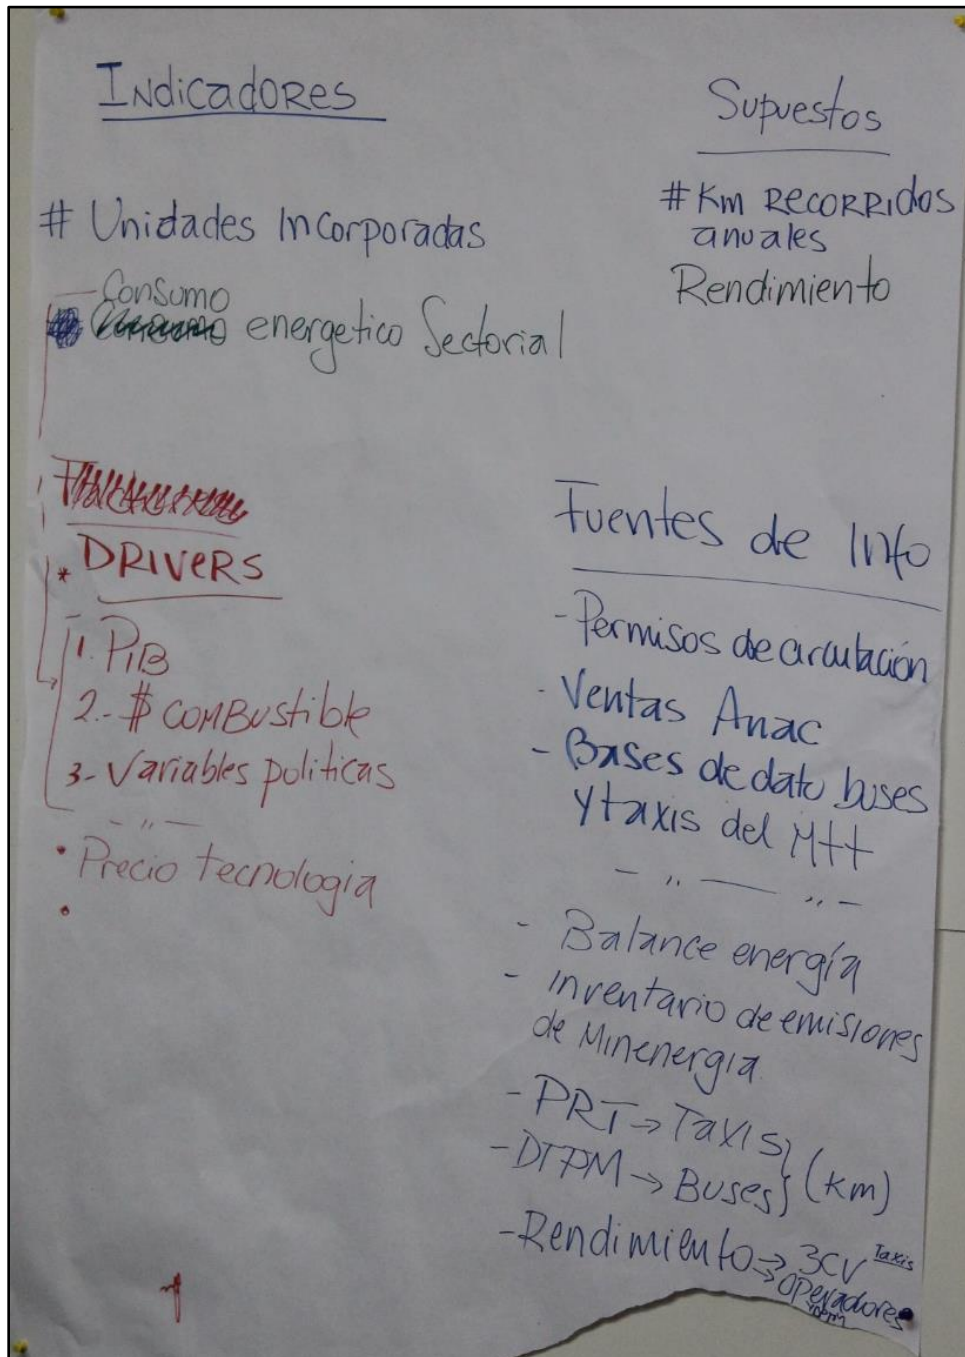 Indicadores
# Unidades Incorporadas
- Consumo
energetico Sectorial
* DRIVERS
1. PIB
2.- $ COMBUstible
3- Variables politicas
- " -
• Precio tecnologia
•
Supuestos
# Km RECORRIdos
anuales
Rendimiento
Fuentes de Info
- Permisos de circulación
- Ventas Anac
- Bases de dato buses
y taxis del Mtt
- " — " -
- Balance energía
- inventario de emisiones
de Minenergia
- PRT → Taxis } (km)
- DTPM → Buses }
- Rendimiento → 3CV Taxis
→ Operadores